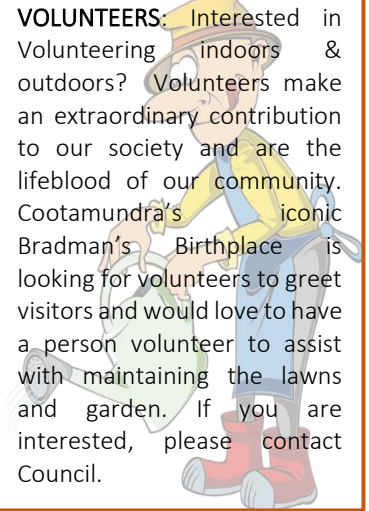 VOLUNTEERS: Interested in
Volunteering indoors &
outdoors? Volunteers make
an extraordinary contribution
to our society and are the
lifeblood of our community.
Cootamundra's iconic
Bradman's Birthplace is
looking for volunteers to greet
visitors and would love to have
a person volunteer to assist
with maintaining the lawns
and garden. If you are
interested, please contact
Council.